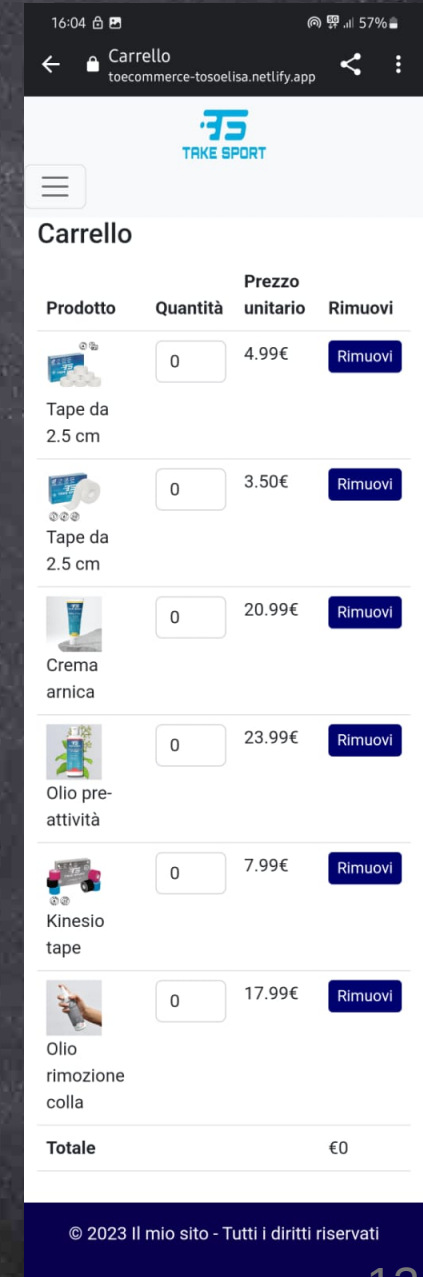 16:04 57%
Carrello
toecommerce-tosoelisa.netlify.app
TAKE SPORT
Carrello
Prodotto Quantità Prezzo unitario Rimuovi
0 4.99€ Rimuovi
Tape da
2.5 cm
0 3.50€ Rimuovi
Tape da
2.5 cm
0 20.99€ Rimuovi
Crema
arnica
0 23.99€ Rimuovi
Olio pre-
attività
0 7.99€ Rimuovi
Kinesio
tape
0 17.99€ Rimuovi
Olio
rimozione
colla
Totale €0
© 2023 Il mio sito - Tutti i diritti riservati